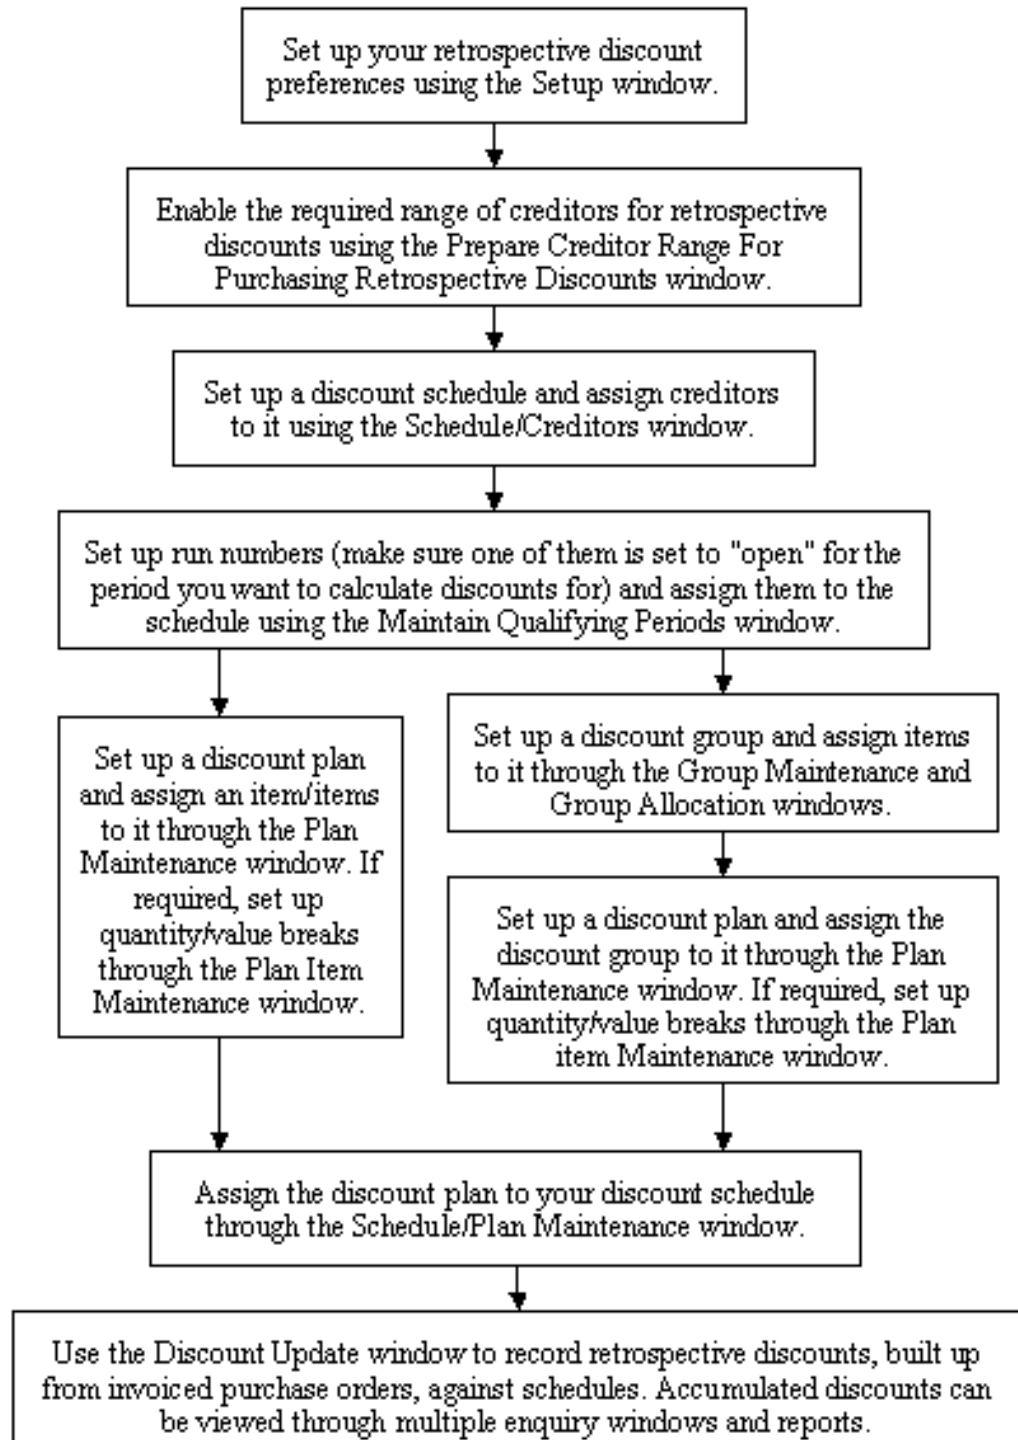 Set up your retrospective discount
preferences using the Setup window.
Enable the required range of creditors for retrospective
discounts using the Prepare Creditor Range For
Purchasing Retrospective Discounts window.
Set up a discount schedule and assign creditors
to it using the Schedule/Creditors window.
Set up run numbers (make sure one of them is set to "open" for the
period you want to calculate discounts for) and assign them to the
schedule using the Maintain Qualifying Periods window.
Set up a discount plan
and assign an item/items
to it through the Plan
Maintenance window. If
required, set up
quantity/value breaks
through the Plan Item
Maintenance window.
Set up a discount group and assign items
to it through the Group Maintenance and
Group Allocation windows.
Set up a discount plan and assign the
discount group to it through the Plan
Maintenance window. If required, set up
quantity/value breaks through the Plan
item Maintenance window.
Assign the discount plan to your discount schedule
through the Schedule/Plan Maintenance window.
Use the Discount Update window to record retrospective discounts, built up
from invoiced purchase orders, against schedules. Accumulated discounts can
be viewed through multiple enquiry windows and reports.